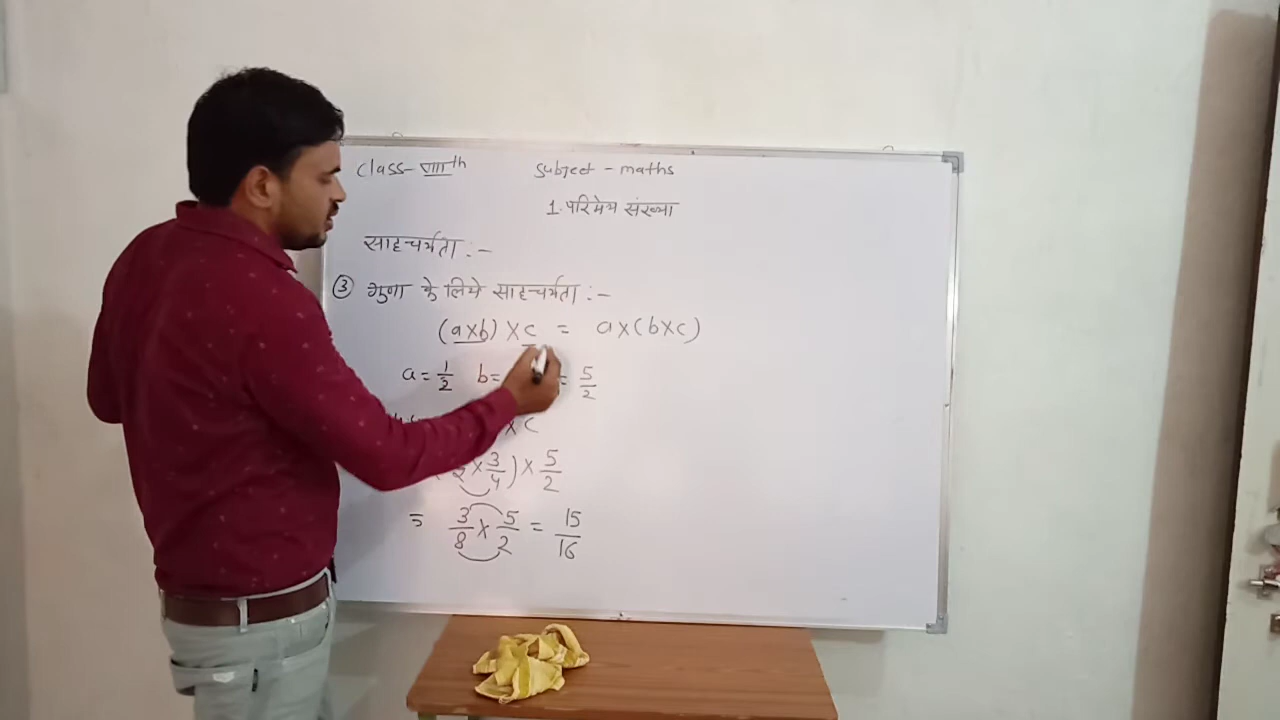 Class- VIIIth Subject - maths
1. परिमेय संख्या
साहचर्यता :-
③ गुना के लिये साहचर्यता :-
(a×b) × c = a×(b×c)
a = 1/2 b = = 5/2
× c
× 3/4) × 5/2
= 3/8 × 5/2 = 15/16